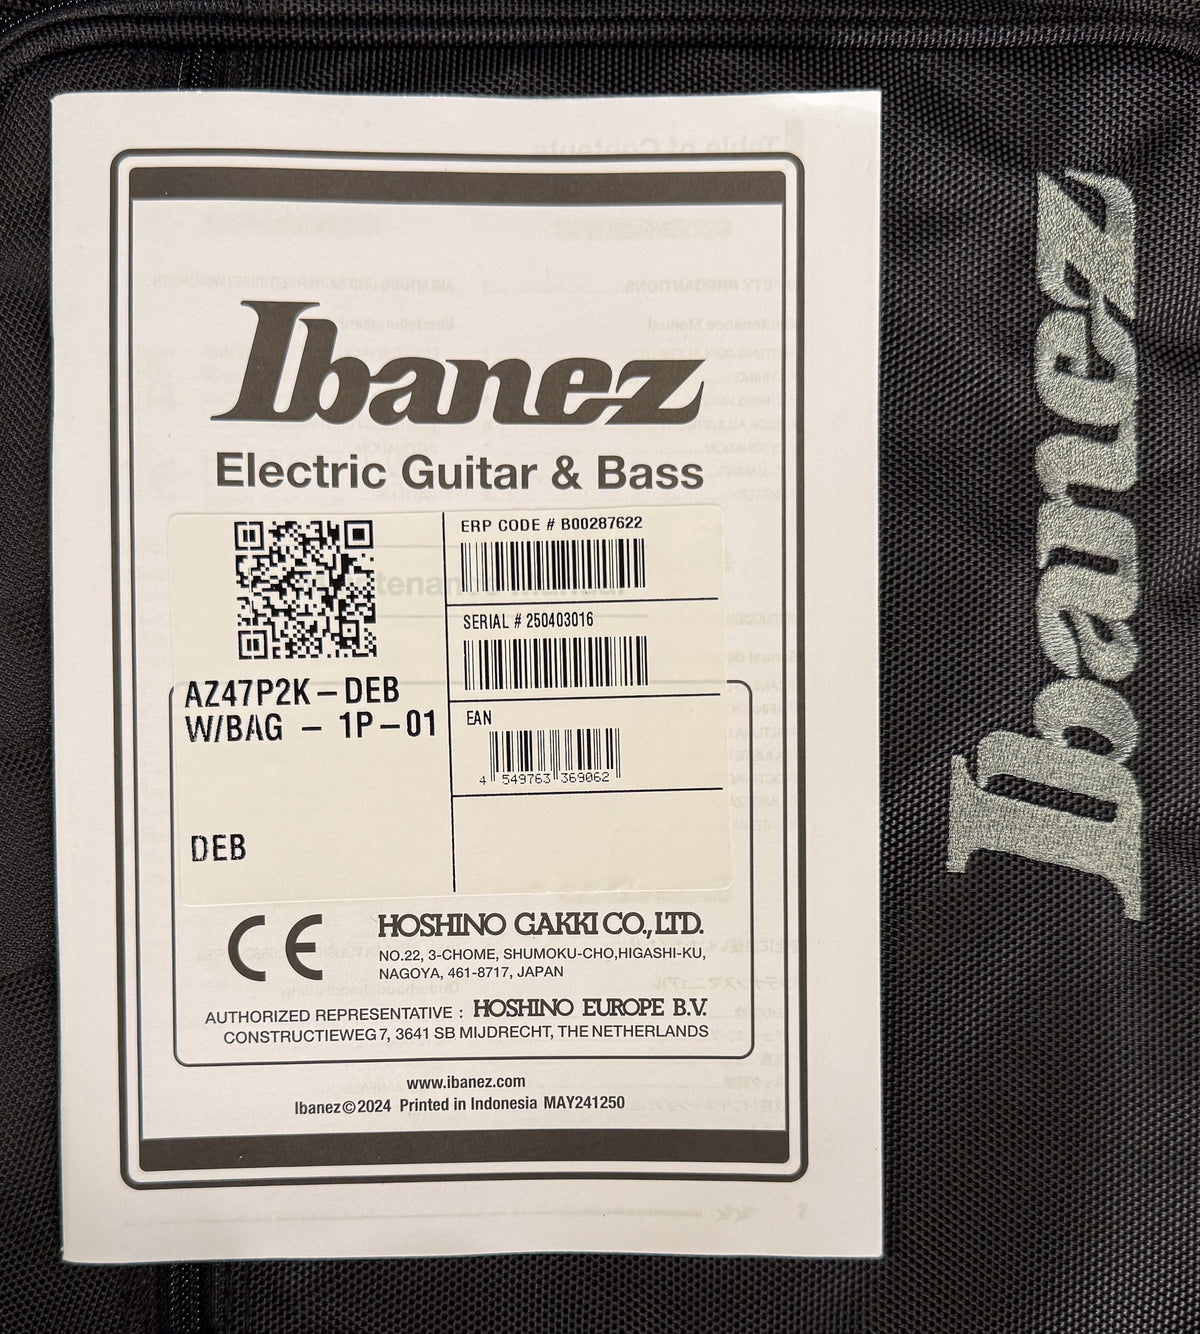 Ibanez
Electric Guitar & Bass
ERP CODE # B00287622
SERIAL # 250403016
AZ47P2K-DEB
W/BAG - 1P-01
EAN
4 549763 369062
DEB
CE
HOSHINO GAKKI CO., LTD.
NO.22, 3-CHOME, SHUMOKU-CHO,HIGASHI-KU,
NAGOYA, 461-8717, JAPAN
AUTHORIZED REPRESENTATIVE : HOSHINO EUROPE B.V.
CONSTRUCTIEWEG 7, 3641 SB MIJDRECHT, THE NETHERLANDS
www.ibanez.com
Ibanez©2024 Printed in Indonesia MAY241250
Ibanez